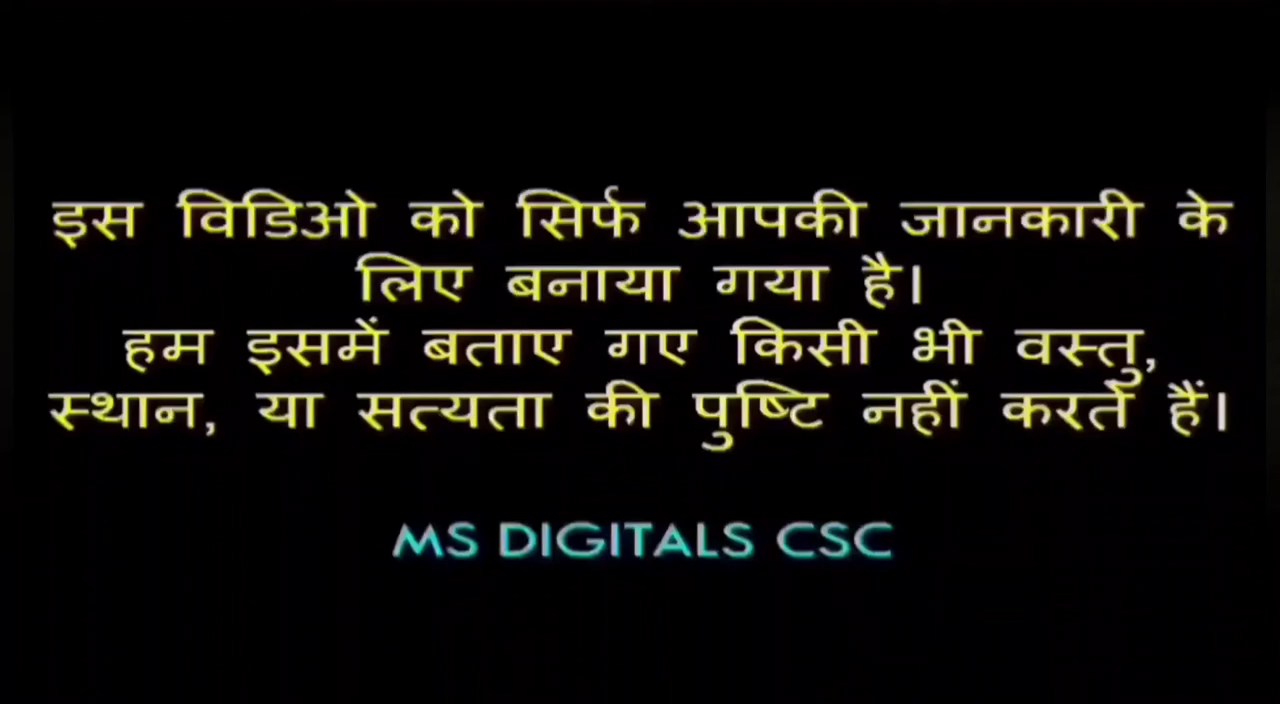 इस विडिओ को सिर्फ आपकी जानकारी के
लिए बनाया गया है।
हम इसमें बताए गए किसी भी वस्तु,
स्थान, या सत्यता की पुष्टि नहीं करते हैं।
MS DIGITALS CSC